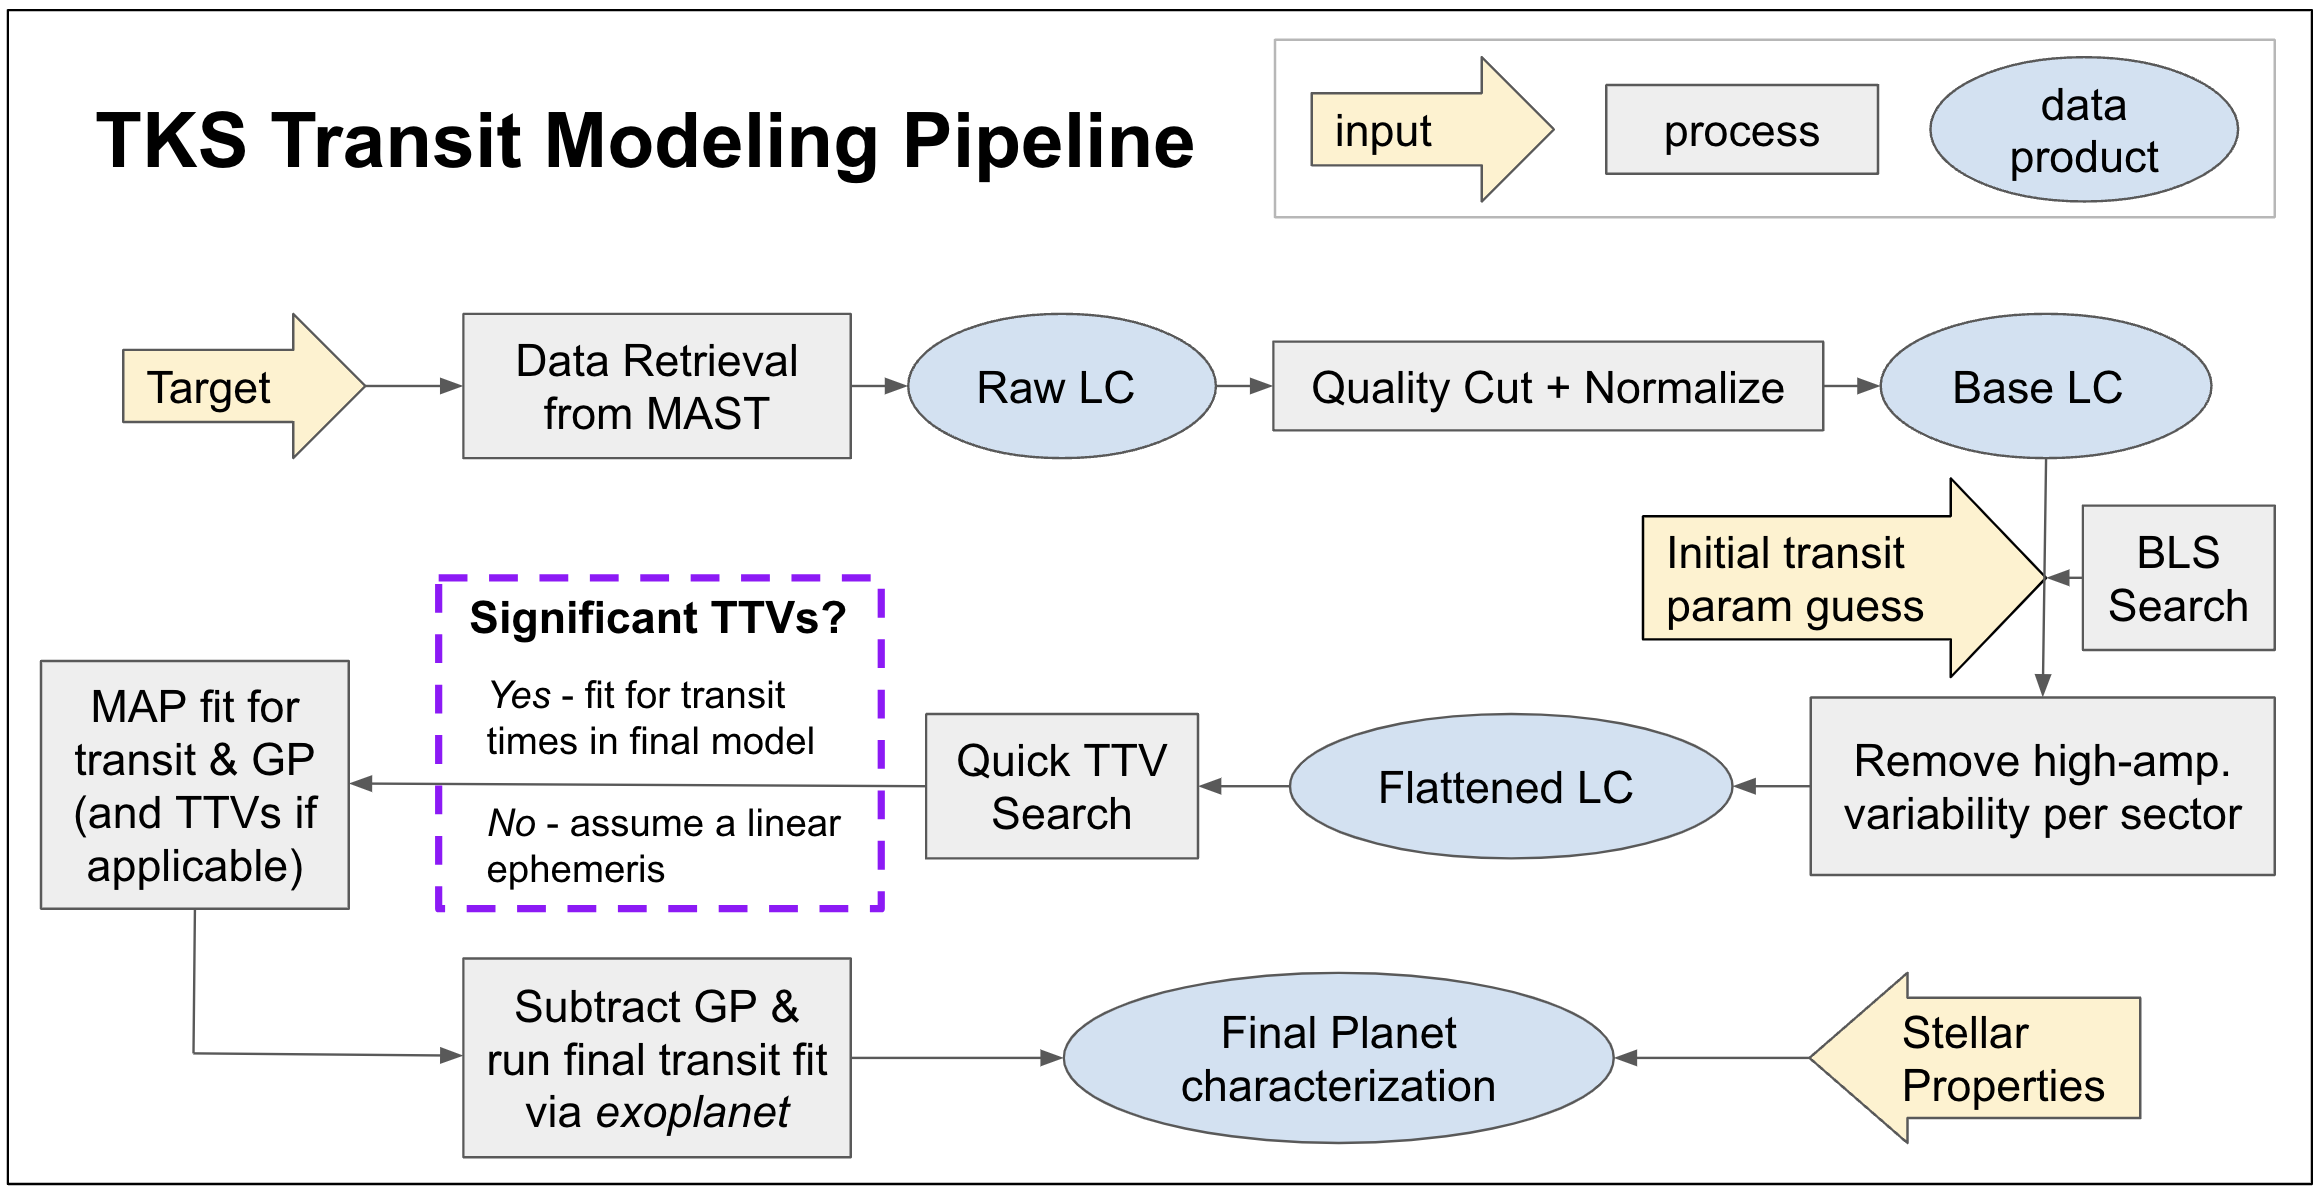 TKS Transit Modeling Pipeline
input
process
data
product
Target
Data Retrieval
from MAST
Raw LC
Quality Cut + Normalize
Base LC
Initial transit
param guess
BLS
Search
Remove high-amp.
variability per sector
Flattened LC
Quick TTV
Search
Significant TTVs?
Yes - fit for transit
times in final model
No - assume a linear
ephemeris
MAP fit for
transit & GP
(and TTVs if
applicable)
Subtract GP &
run final transit fit
via exoplanet
Final Planet
characterization
Stellar
Properties